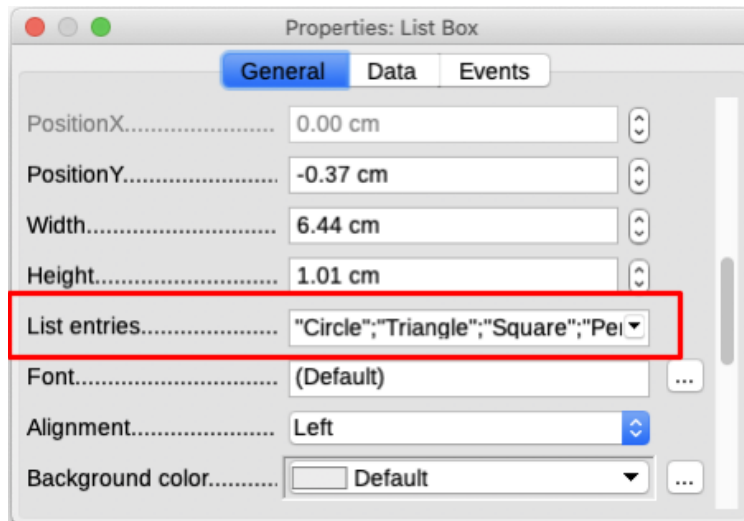 Properties: List Box
General Data Events
PositionX........................ 0.00 cm
PositionY........................ -0.37 cm
Width............................. 6.44 cm
Height............................ 1.01 cm
List entries..................... "Circle";"Triangle";"Square";
Font............................... (Default) ...
Alignment...................... Left
Background color........... Default ...